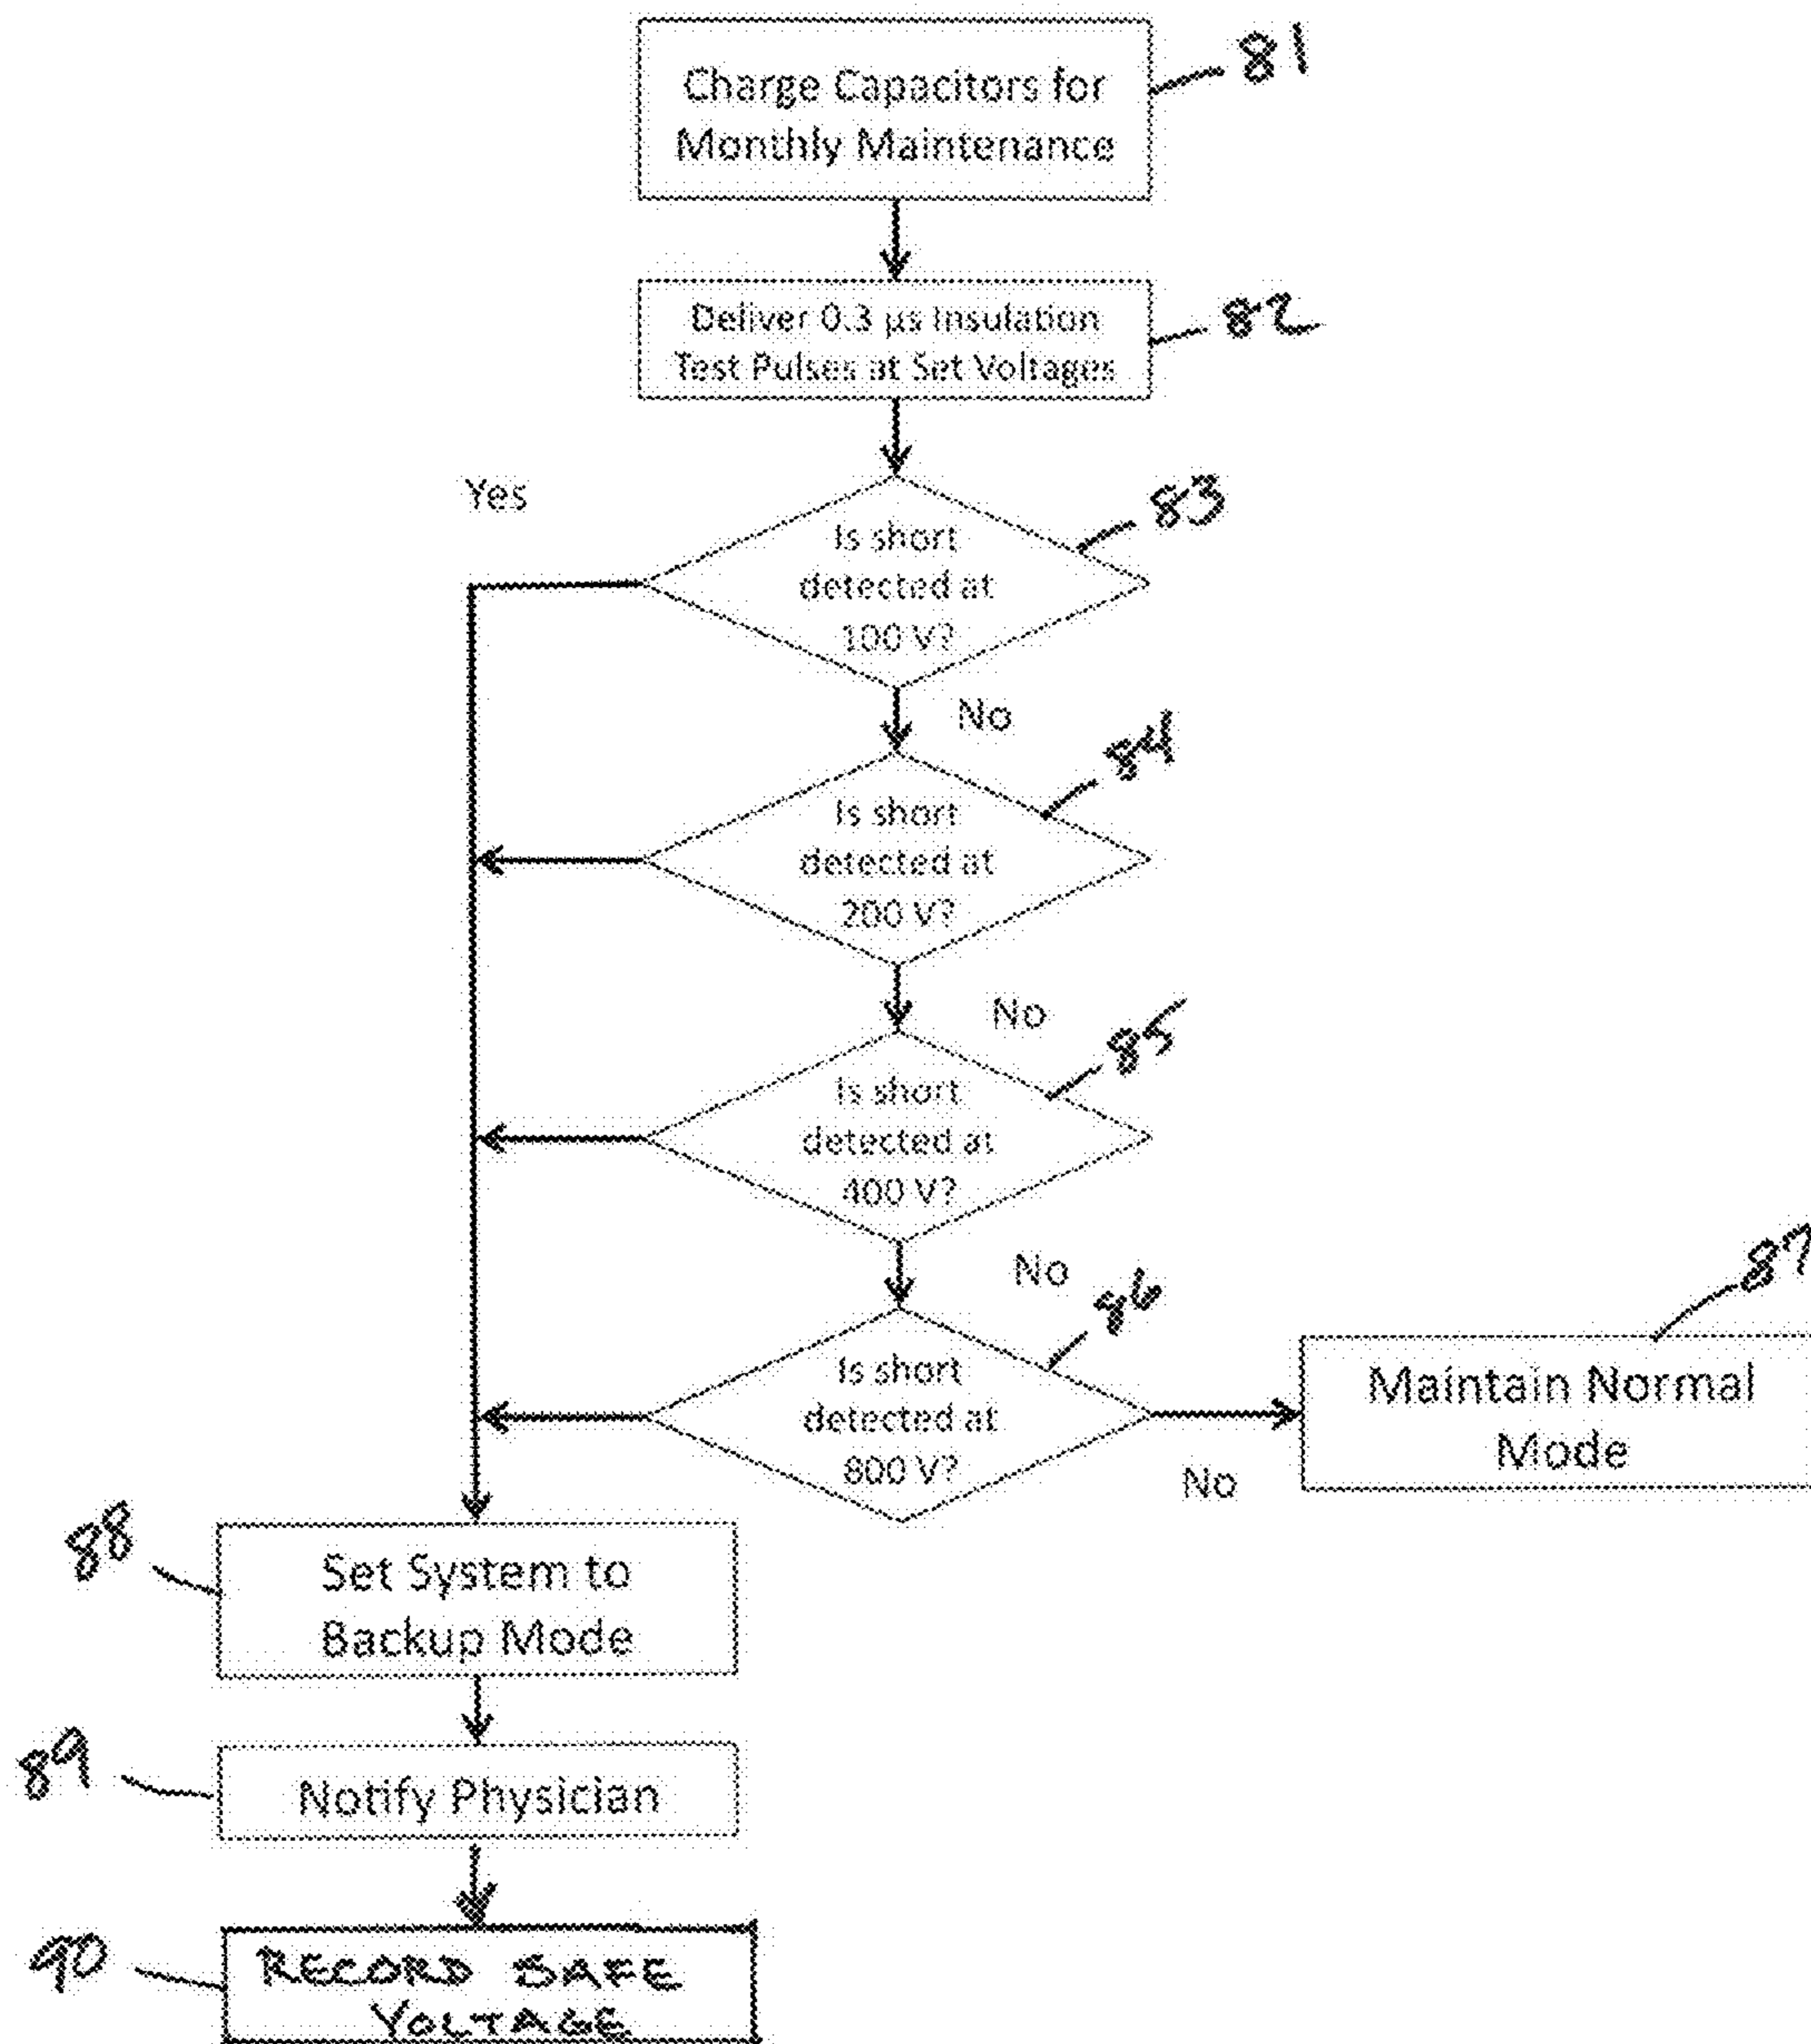 Charge Capacitors for
Monthly Maintenance
81
Deliver 0.3 µs Insulation
Test Pulses at Set Voltages
82
Yes
Is short
detected at
100 V?
83
No
Is short
detected at
200 V?
84
No
Is short
detected at
400 V?
85
No
Is short
detected at
800 V?
86
No
Maintain Normal
Mode
87
88
Set System to
Backup Mode
89
Notify Physician
90
RECORD SAFE
VOLTAGE